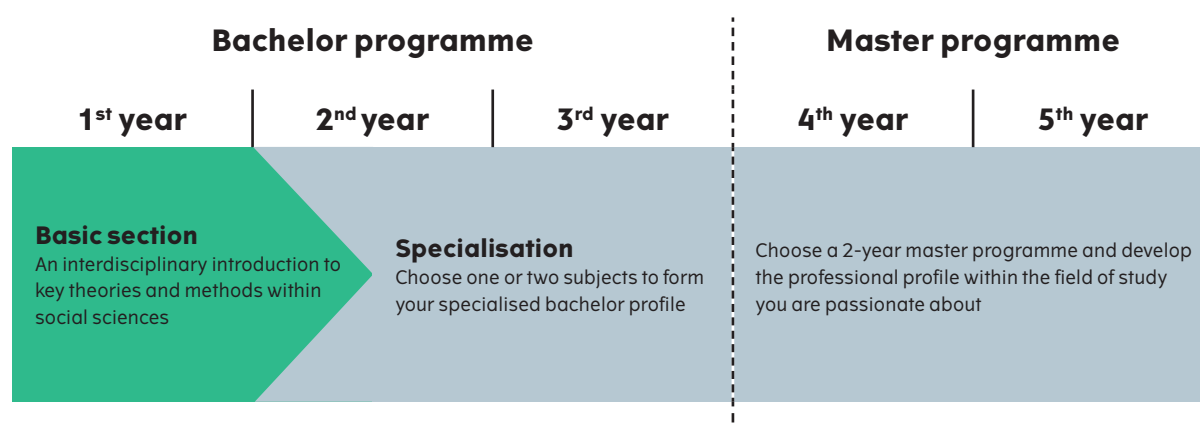 Bachelor programme
Master programme
1st year
2nd year
3rd year
4th year
5th year
Basic section
An interdisciplinary introduction to
key theories and methods within
social sciences
Specialisation
Choose one or two subjects to form
your specialised bachelor profile
Choose a 2-year master programme and develop
the professional profile within the field of study
you are passionate about